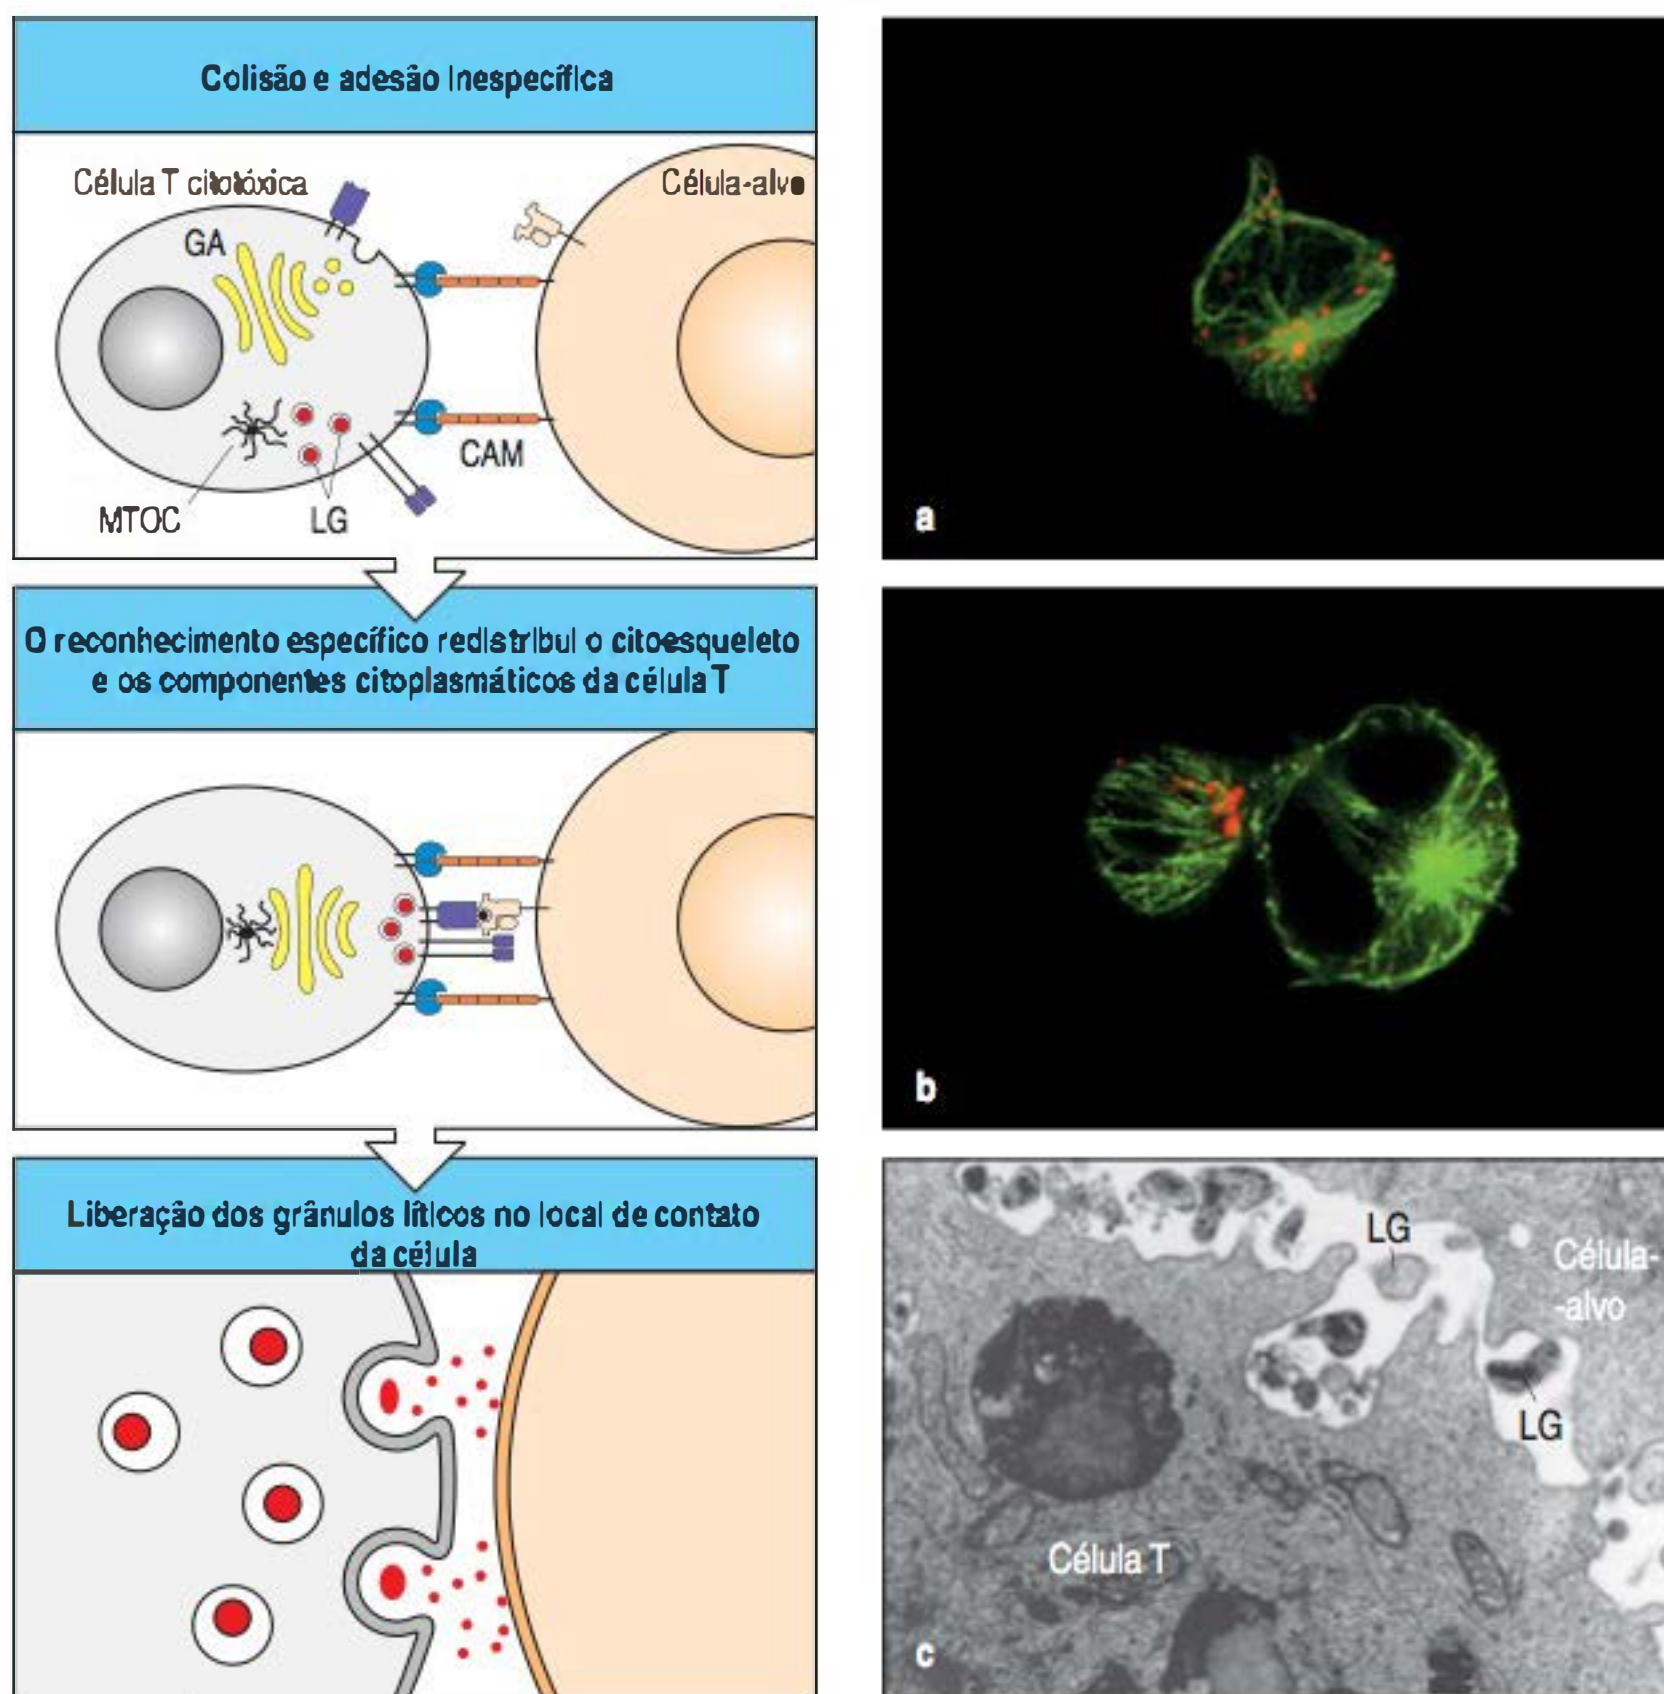 Colisão e adesão Inespecífica
Célula T citotóxica
Célula-alvo
GA
CAM
MTOC
LG
a
O reconhecimento específico redistribui o citoesqueleto
e os componentes citoplasmáticos da célula T
b
Liberação dos grânulos líticos no local de contato
da célula
LG
Célula-
-alvo
LG
Célula T
c